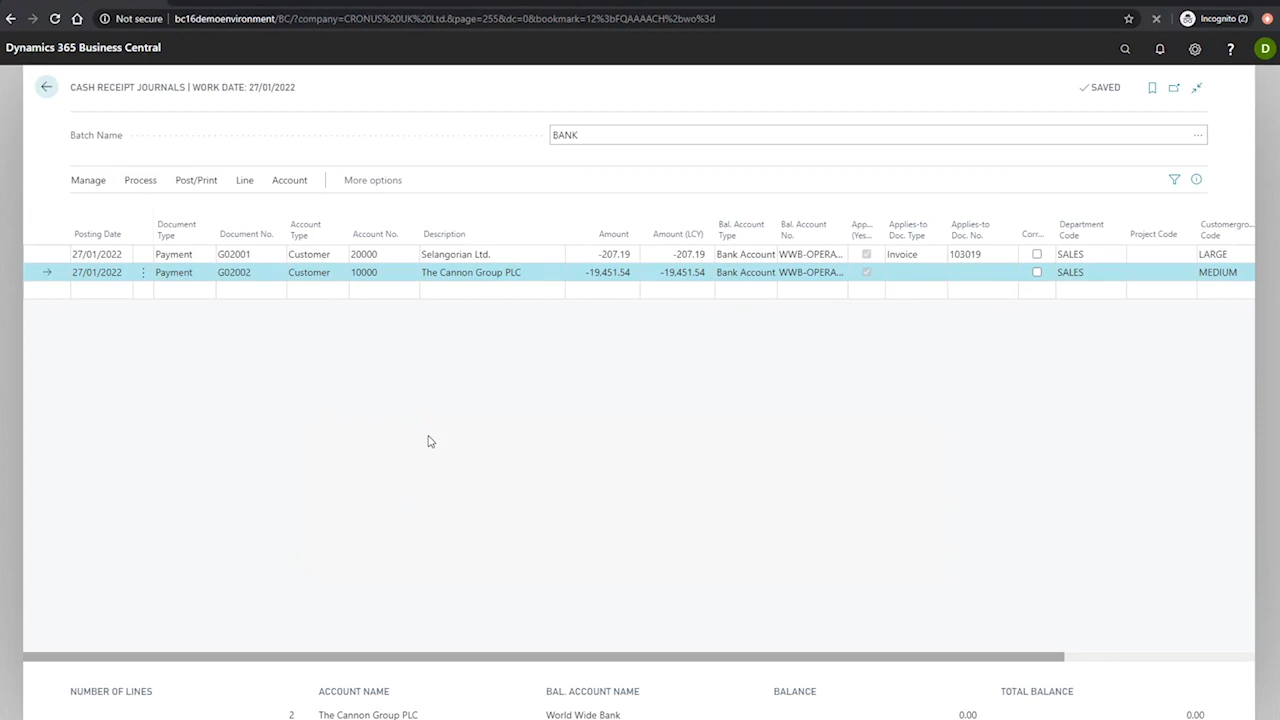 Not secure bc16demoenvironment/BC/?company=CRONUS%20UK%20Ltd.&page=255&dc=0&bookmark=12%3bFQAAAACH%2bwo%3d Incognito (2)
Dynamics 365 Business Central ? D
CASH RECEIPT JOURNALS | WORK DATE: 27/01/2022 SAVED
Batch Name BANK ...
Manage Process Post/Print Line Account More options
Posting Date Document Type Document No. Account Type Account No. Description Amount Amount (LCY) Bal. Account Type Bal. Account No. App... (Yes... Applies-to Doc. Type Applies-to Doc. No. Corr... Department Code Project Code Customergro... Code
27/01/2022 Payment G02001 Customer 20000 Selangorian Ltd. -207.19 -207.19 Bank Account WWB-OPERA... Invoice 103019 SALES LARGE
27/01/2022 Payment G02002 Customer 10000 The Cannon Group PLC -19,451.54 -19,451.54 Bank Account WWB-OPERA... SALES MEDIUM
NUMBER OF LINES ACCOUNT NAME BAL. ACCOUNT NAME BALANCE TOTAL BALANCE
2 The Cannon Group PLC World Wide Bank 0.00 0.00